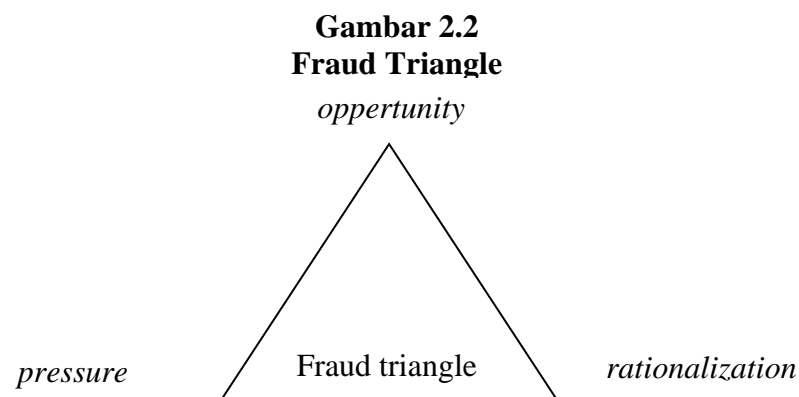 Gambar 2.2
Fraud Triangle
oppertunity
pressure
Fraud triangle
rationalization